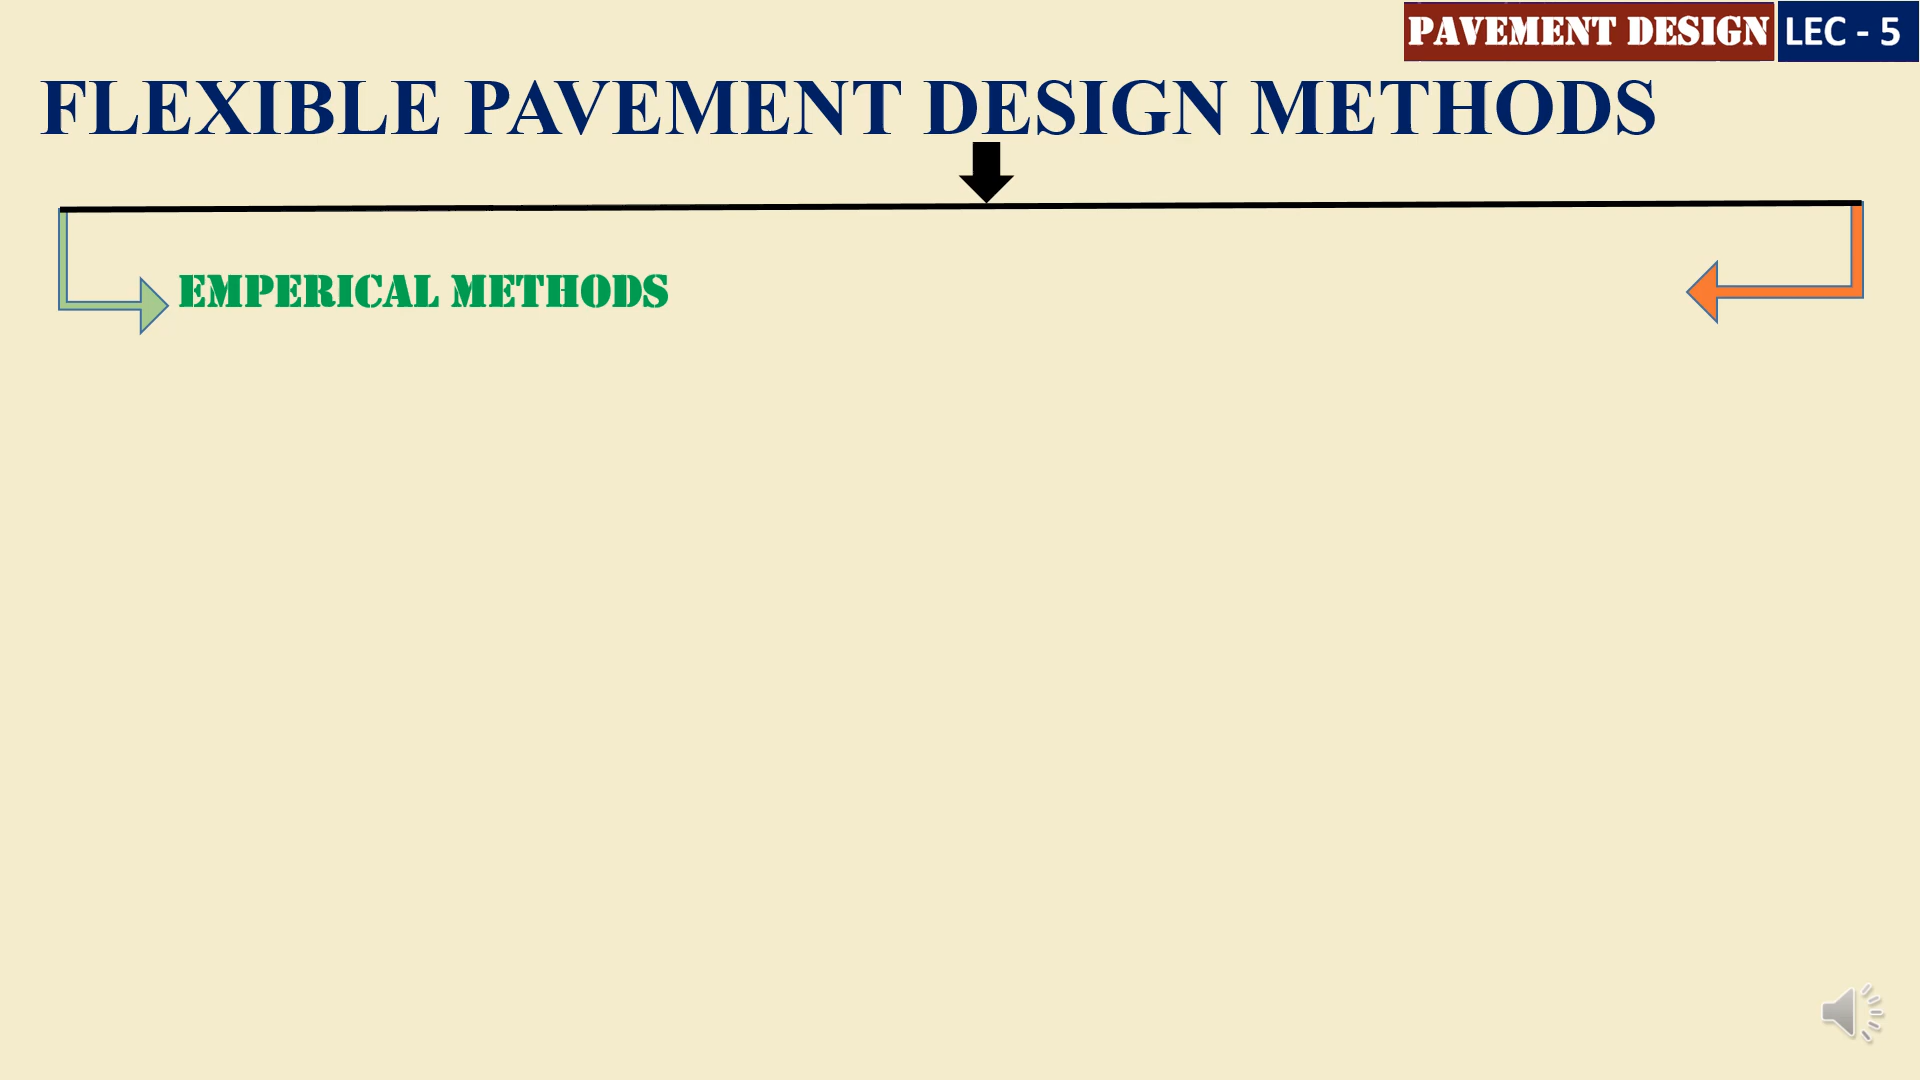 PAVEMENT DESIGN LEC - 5
FLEXIBLE PAVEMENT DESIGN METHODS
EMPERICAL METHODS